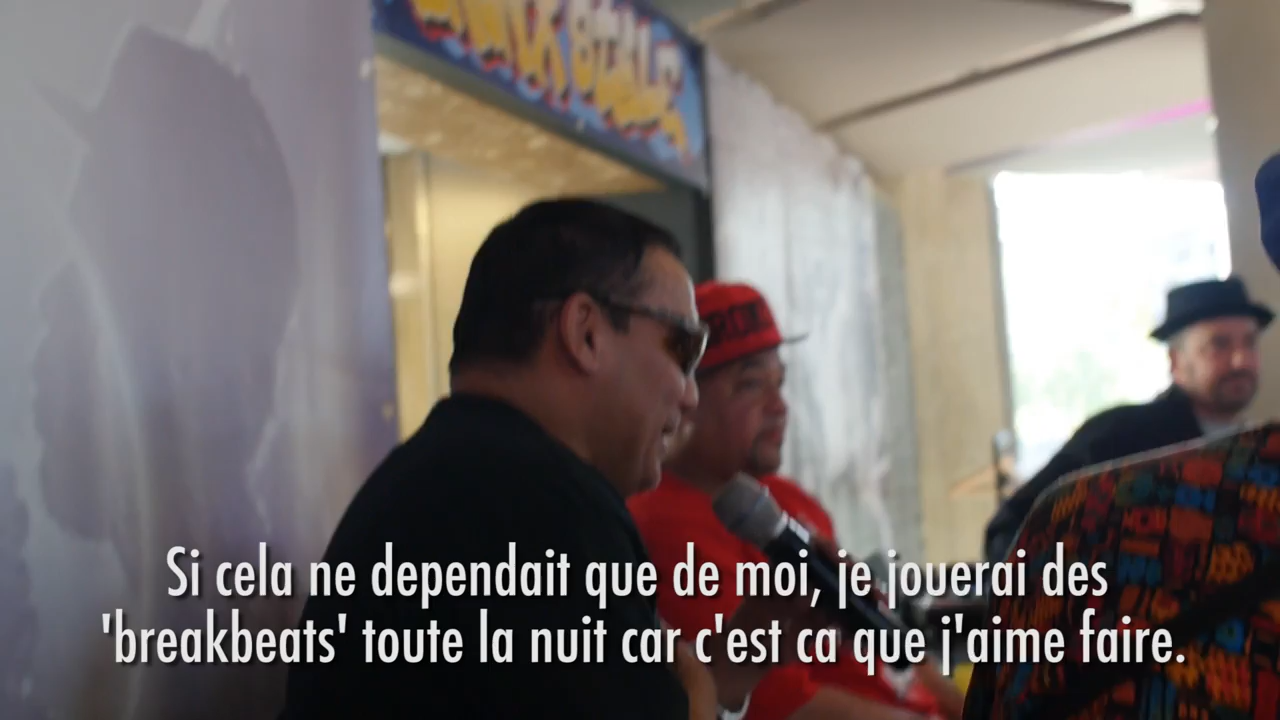 Si cela ne dependait que de moi, je jouerai des
'breakbeats' toute la nuit car c'est ca que j'aime faire.